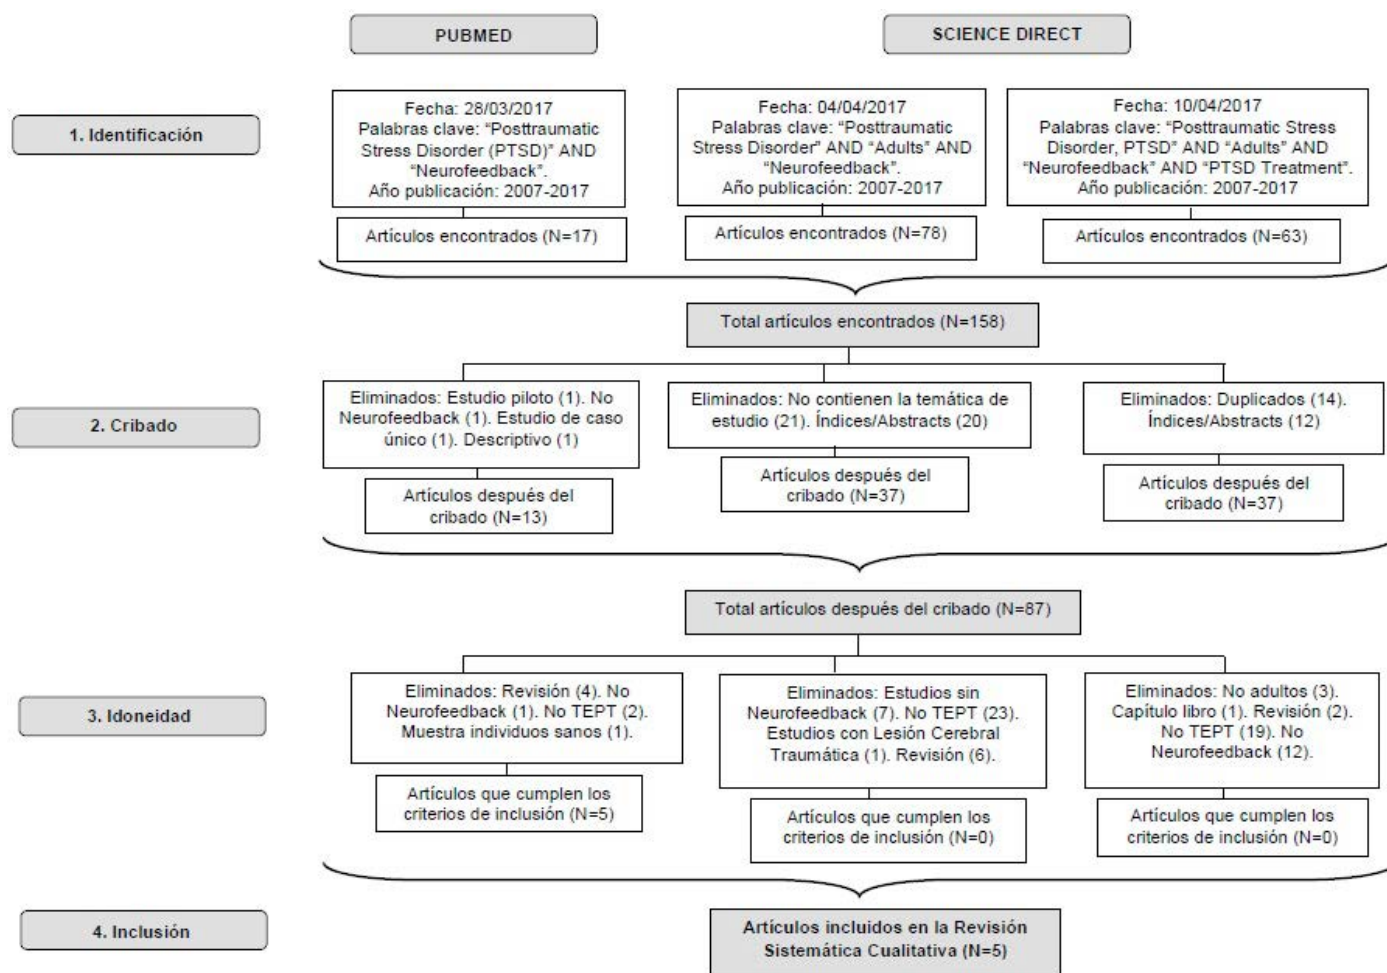 PUBMED
SCIENCE DIRECT
1. Identificación
Fecha: 28/03/2017
Palabras clave: “Posttraumatic
Stress Disorder (PTSD)” AND
“Neurofeedback”.
Año publicación: 2007-2017
Fecha: 04/04/2017
Palabras clave: “Posttraumatic
Stress Disorder” AND “Adults” AND
“Neurofeedback”.
Año publicación: 2007-2017
Fecha: 10/04/2017
Palabras clave: “Posttraumatic Stress
Disorder, PTSD” AND “Adults” AND
“Neurofeedback” AND “PTSD Treatment”.
Año publicación: 2007-2017
Artículos encontrados (N=17)
Artículos encontrados (N=78)
Artículos encontrados (N=63)
Total artículos encontrados (N=158)
2. Cribado
Eliminados: Estudio piloto (1). No
Neurofeedback (1). Estudio de caso
único (1). Descriptivo (1)
Eliminados: No contienen la temática de
estudio (21). Índices/Abstracts (20)
Eliminados: Duplicados (14).
Índices/Abstracts (12)
Artículos después del
cribado (N=13)
Artículos después del
cribado (N=37)
Artículos después del
cribado (N=37)
Total artículos después del cribado (N=87)
3. Idoneidad
Eliminados: Revisión (4). No
Neurofeedback (1). No TEPT (2).
Muestra individuos sanos (1).
Eliminados: Estudios sin
Neurofeedback (7). No TEPT (23).
Estudios con Lesión Cerebral
Traumática (1). Revisión (6).
Eliminados: No adultos (3).
Capítulo libro (1). Revisión (2).
No TEPT (19). No
Neurofeedback (12).
Artículos que cumplen los
criterios de inclusión (N=5)
Artículos que cumplen los
criterios de inclusión (N=0)
Artículos que cumplen los
criterios de inclusión (N=0)
4. Inclusión
Artículos incluidos en la Revisión
Sistemática Cualitativa (N=5)